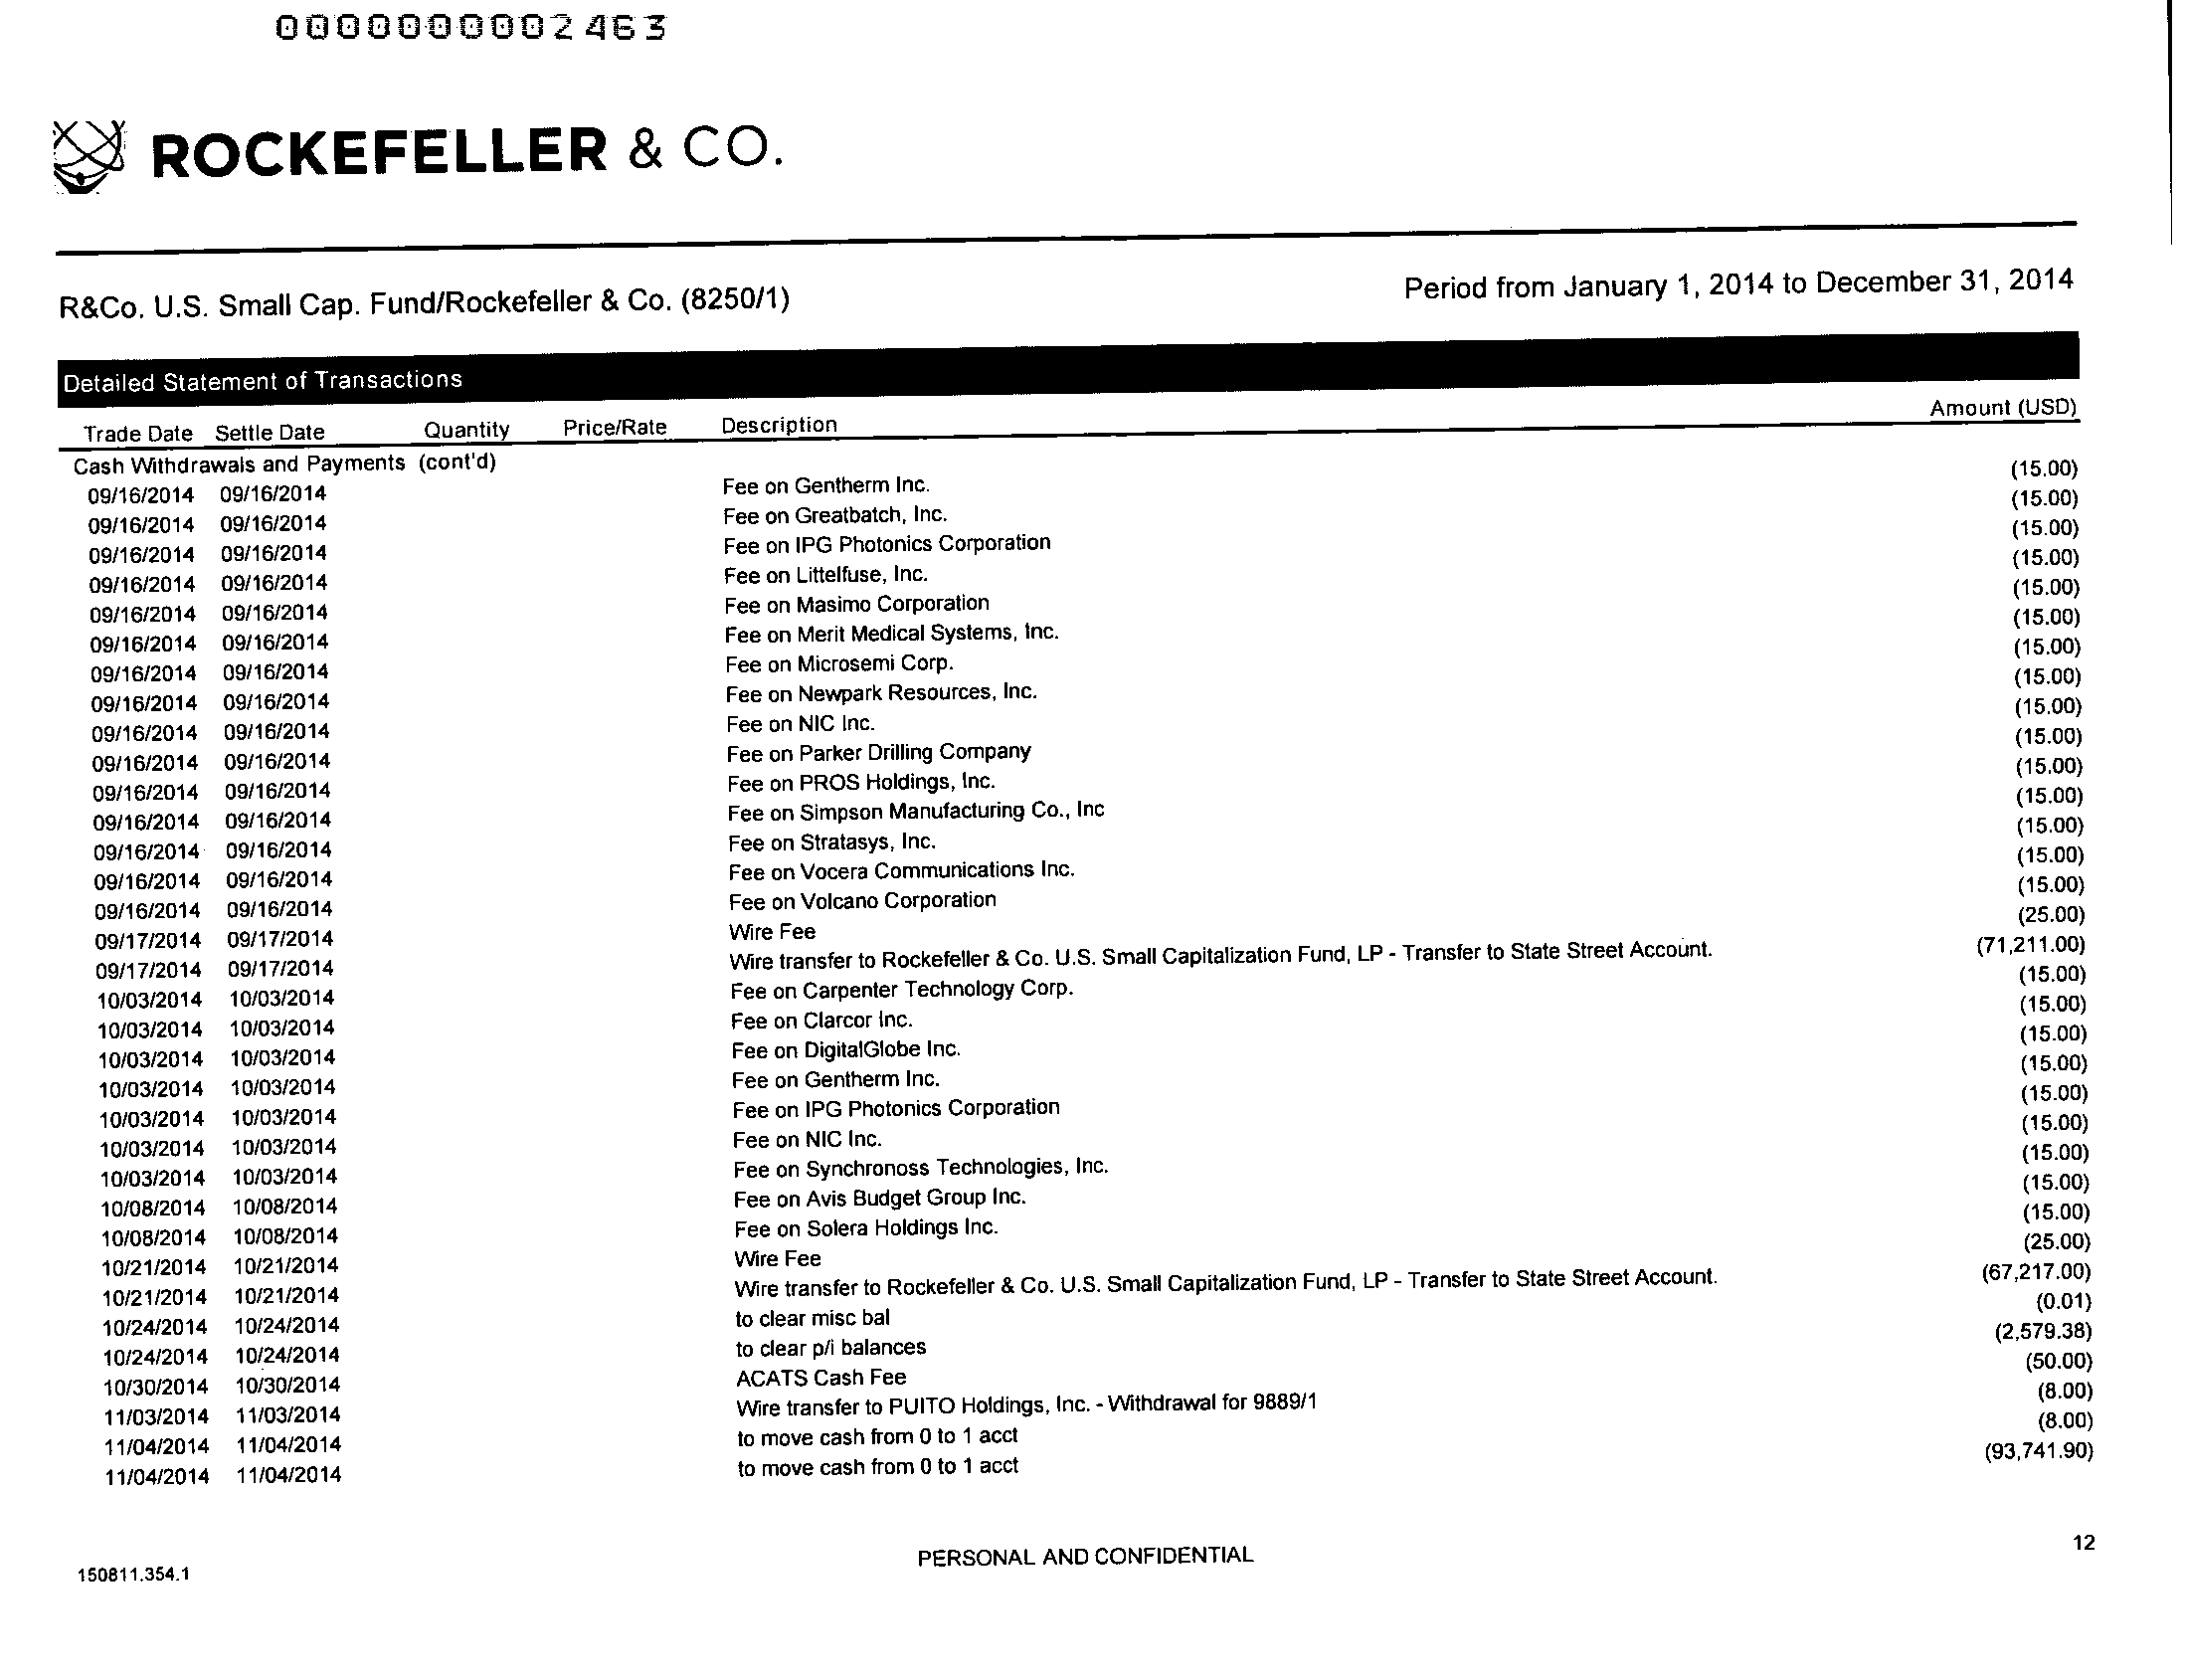 0000000002463
ROCKEFELLER & CO.
R&Co. U.S. Small Cap. Fund/Rockefeller & Co. (8250/1) Period from January 1, 2014 to December 31, 2014
Detailed Statement of Transactions
Trade Date Settle Date Quantity Price/Rate Description Amount (USD)
Cash Withdrawals and Payments (cont'd)
09/16/2014 09/16/2014 Fee on Gentherm Inc. (15.00)
09/16/2014 09/16/2014 Fee on Greatbatch, Inc. (15.00)
09/16/2014 09/16/2014 Fee on IPG Photonics Corporation (15.00)
09/16/2014 09/16/2014 Fee on Littelfuse, Inc. (15.00)
09/16/2014 09/16/2014 Fee on Masimo Corporation (15.00)
09/16/2014 09/16/2014 Fee on Merit Medical Systems, Inc. (15.00)
09/16/2014 09/16/2014 Fee on Microsemi Corp. (15.00)
09/16/2014 09/16/2014 Fee on Newpark Resources, Inc. (15.00)
09/16/2014 09/16/2014 Fee on NIC Inc. (15.00)
09/16/2014 09/16/2014 Fee on Parker Drilling Company (15.00)
09/16/2014 09/16/2014 Fee on PROS Holdings, Inc. (15.00)
09/16/2014 09/16/2014 Fee on Simpson Manufacturing Co., Inc (15.00)
09/16/2014 09/16/2014 Fee on Stratasys, Inc. (15.00)
09/16/2014 09/16/2014 Fee on Vocera Communications Inc. (15.00)
09/16/2014 09/16/2014 Fee on Volcano Corporation (15.00)
09/17/2014 09/17/2014 Wire Fee (25.00)
09/17/2014 09/17/2014 Wire transfer to Rockefeller & Co. U.S. Small Capitalization Fund, LP - Transfer to State Street Account. (71,211.00)
10/03/2014 10/03/2014 Fee on Carpenter Technology Corp. (15.00)
10/03/2014 10/03/2014 Fee on Clarcor Inc. (15.00)
10/03/2014 10/03/2014 Fee on DigitalGlobe Inc. (15.00)
10/03/2014 10/03/2014 Fee on Gentherm Inc. (15.00)
10/03/2014 10/03/2014 Fee on IPG Photonics Corporation (15.00)
10/03/2014 10/03/2014 Fee on NIC Inc. (15.00)
10/03/2014 10/03/2014 Fee on Synchronoss Technologies, Inc. (15.00)
10/08/2014 10/08/2014 Fee on Avis Budget Group Inc. (15.00)
10/08/2014 10/08/2014 Fee on Solera Holdings Inc. (15.00)
10/21/2014 10/21/2014 Wire Fee (25.00)
10/21/2014 10/21/2014 Wire transfer to Rockefeller & Co. U.S. Small Capitalization Fund, LP - Transfer to State Street Account. (67,217.00)
10/24/2014 10/24/2014 to clear misc bal (0.01)
10/24/2014 10/24/2014 to clear p/i balances (2,579.38)
10/30/2014 10/30/2014 ACATS Cash Fee (50.00)
11/03/2014 11/03/2014 Wire transfer to PUITO Holdings, Inc. - Withdrawal for 9889/1 (8.00)
11/04/2014 11/04/2014 to move cash from 0 to 1 acct (8.00)
11/04/2014 11/04/2014 to move cash from 0 to 1 acct (93,741.90)
150811.354.1 PERSONAL AND CONFIDENTIAL 12